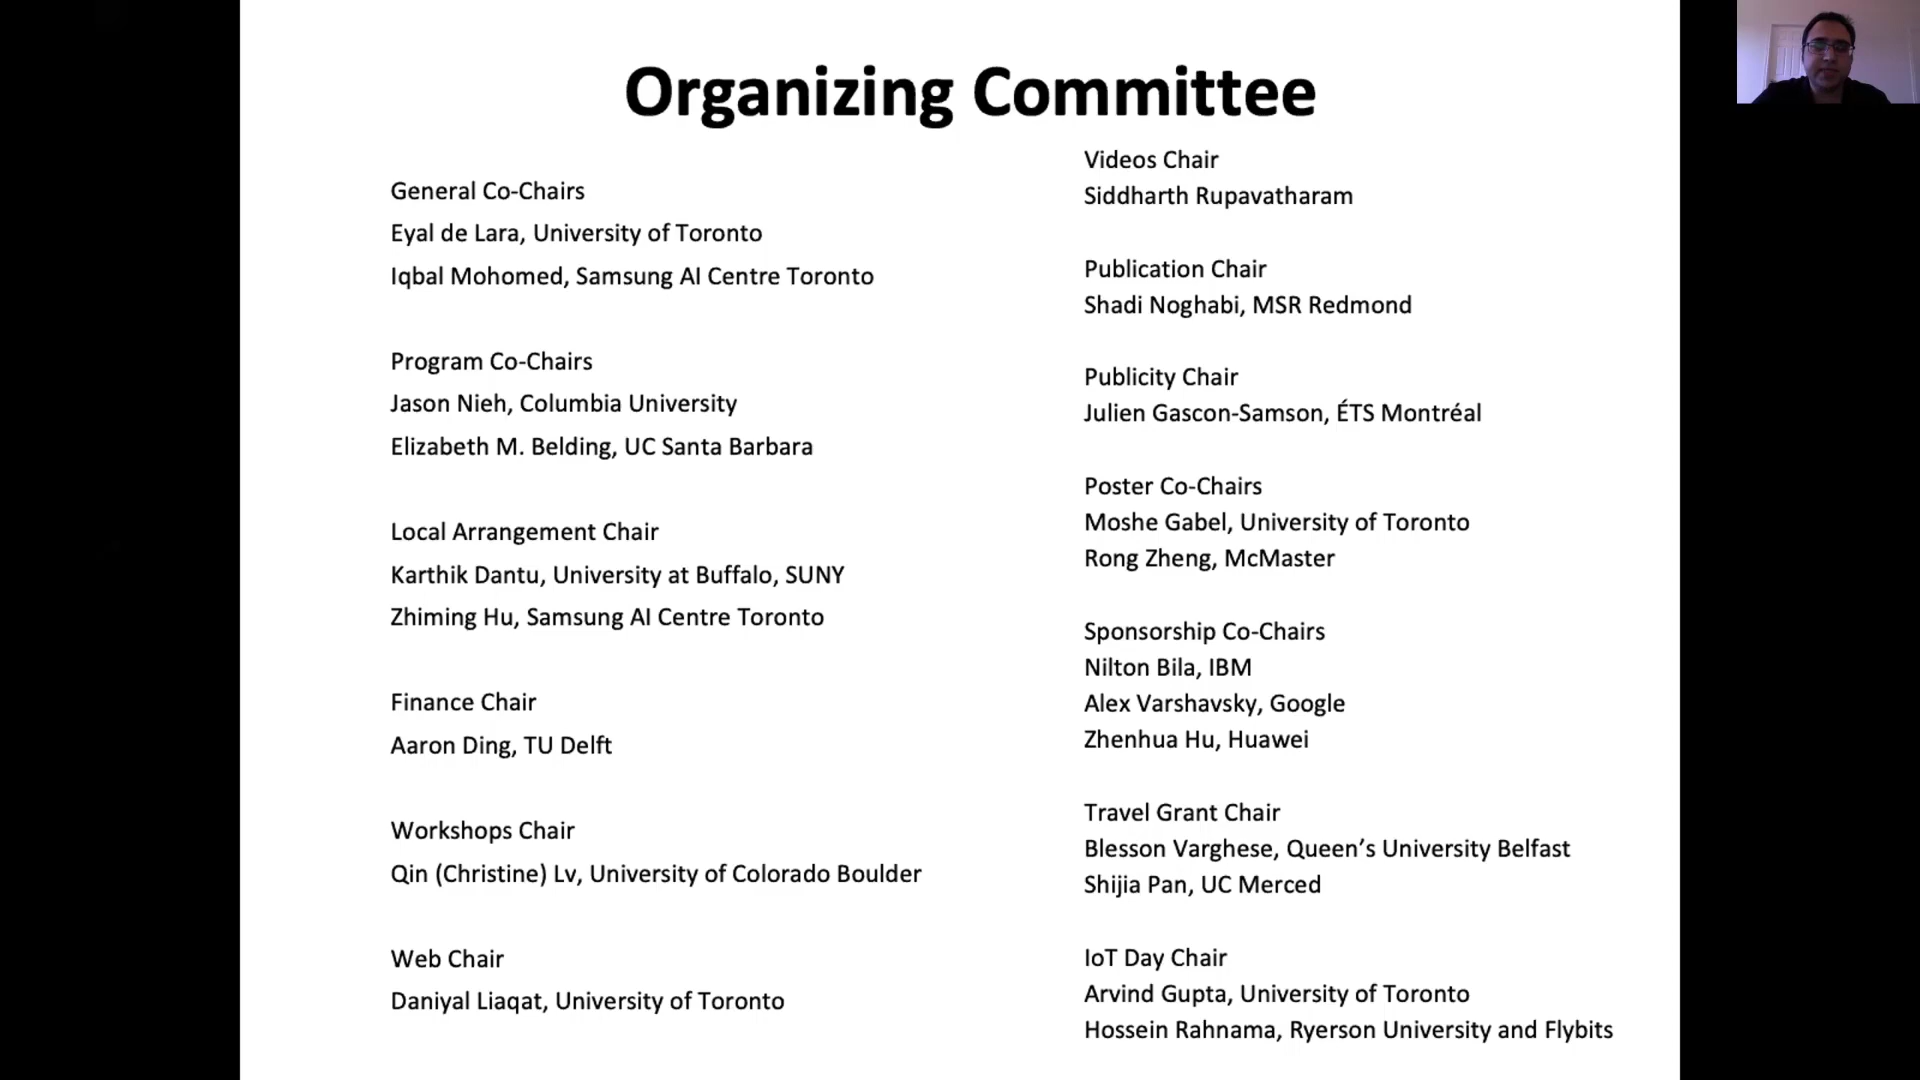 Organizing Committee
General Co-Chairs
Eyal de Lara, University of Toronto
Iqbal Mohomed, Samsung AI Centre Toronto
Program Co-Chairs
Jason Nieh, Columbia University
Elizabeth M. Belding, UC Santa Barbara
Local Arrangement Chair
Karthik Dantu, University at Buffalo, SUNY
Zhiming Hu, Samsung AI Centre Toronto
Finance Chair
Aaron Ding, TU Delft
Workshops Chair
Qin (Christine) Lv, University of Colorado Boulder
Web Chair
Daniyal Liaqat, University of Toronto
Videos Chair
Siddharth Rupavatharam
Publication Chair
Shadi Noghabi, MSR Redmond
Publicity Chair
Julien Gascon-Samson, ÉTS Montréal
Poster Co-Chairs
Moshe Gabel, University of Toronto
Rong Zheng, McMaster
Sponsorship Co-Chairs
Nilton Bila, IBM
Alex Varshavsky, Google
Zhenhua Hu, Huawei
Travel Grant Chair
Blesson Varghese, Queen’s University Belfast
Shijia Pan, UC Merced
IoT Day Chair
Arvind Gupta, University of Toronto
Hossein Rahnama, Ryerson University and Flybits